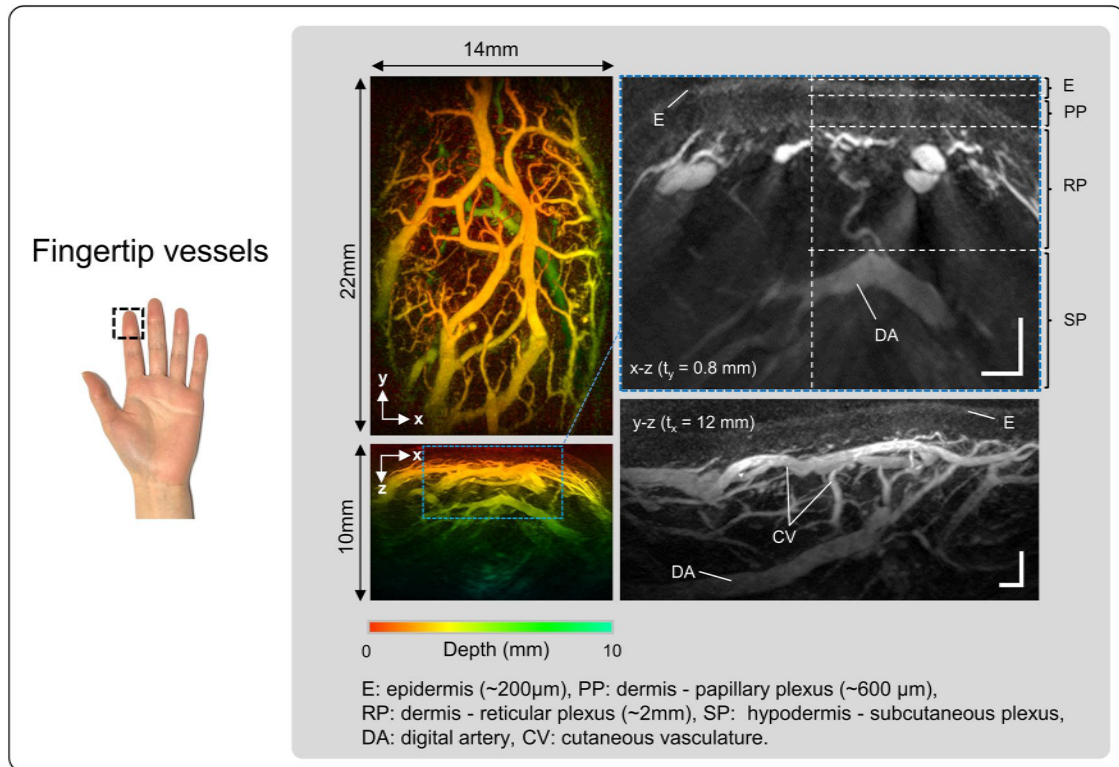 Fingertip vessels
14mm
22mm
y
x
10mm
x
z
0
Depth (mm)
10
E
x-z (t_y = 0.8 mm)
DA
E
PP
RP
SP
y-z (t_x = 12 mm)
E
CV
DA
E: epidermis (~200μm), PP: dermis - papillary plexus (~600 μm),
RP: dermis - reticular plexus (~2mm), SP: hypodermis - subcutaneous plexus,
DA: digital artery, CV: cutaneous vasculature.